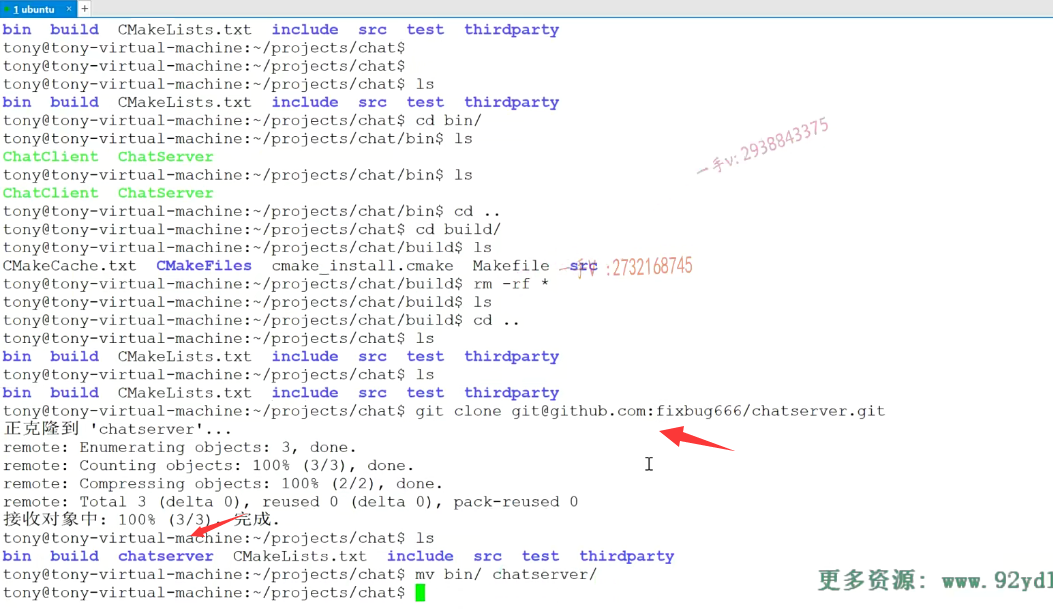 1 ubuntu × +
bin build CMakeLists.txt include src test thirdparty
tony@tony-virtual-machine:~/projects/chat$
tony@tony-virtual-machine:~/projects/chat$
tony@tony-virtual-machine:~/projects/chat$ ls
bin build CMakeLists.txt include src test thirdparty
tony@tony-virtual-machine:~/projects/chat$ cd bin/
tony@tony-virtual-machine:~/projects/chat/bin$ ls
ChatClient ChatServer
tony@tony-virtual-machine:~/projects/chat/bin$ ls
ChatClient ChatServer
tony@tony-virtual-machine:~/projects/chat/bin$ cd ..
tony@tony-virtual-machine:~/projects/chat$ cd build/
tony@tony-virtual-machine:~/projects/chat/build$ ls
CMakeCache.txt CMakeFiles cmake_install.cmake Makefile src
tony@tony-virtual-machine:~/projects/chat/build$ rm -rf *
tony@tony-virtual-machine:~/projects/chat/build$ ls
tony@tony-virtual-machine:~/projects/chat/build$ cd ..
tony@tony-virtual-machine:~/projects/chat$ ls
bin build CMakeLists.txt include src test thirdparty
tony@tony-virtual-machine:~/projects/chat$ ls
bin build CMakeLists.txt include src test thirdparty
tony@tony-virtual-machine:~/projects/chat$ git clone git@github.com:fixbug666/chatserver.git
正克隆到 'chatserver'...
remote: Enumerating objects: 3, done.
remote: Counting objects: 100% (3/3), done.
remote: Compressing objects: 100% (2/2), done.
remote: Total 3 (delta 0), reused 0 (delta 0), pack-reused 0
接收对象中: 100% (3/3), 完成.
tony@tony-virtual-machine:~/projects/chat$ ls
bin build chatserver CMakeLists.txt include src test thirdparty
tony@tony-virtual-machine:~/projects/chat$ mv bin/ chatserver/
tony@tony-virtual-machine:~/projects/chat$
一手v: 2938843375
一手V :2732168745
更多资源: www.92yd1